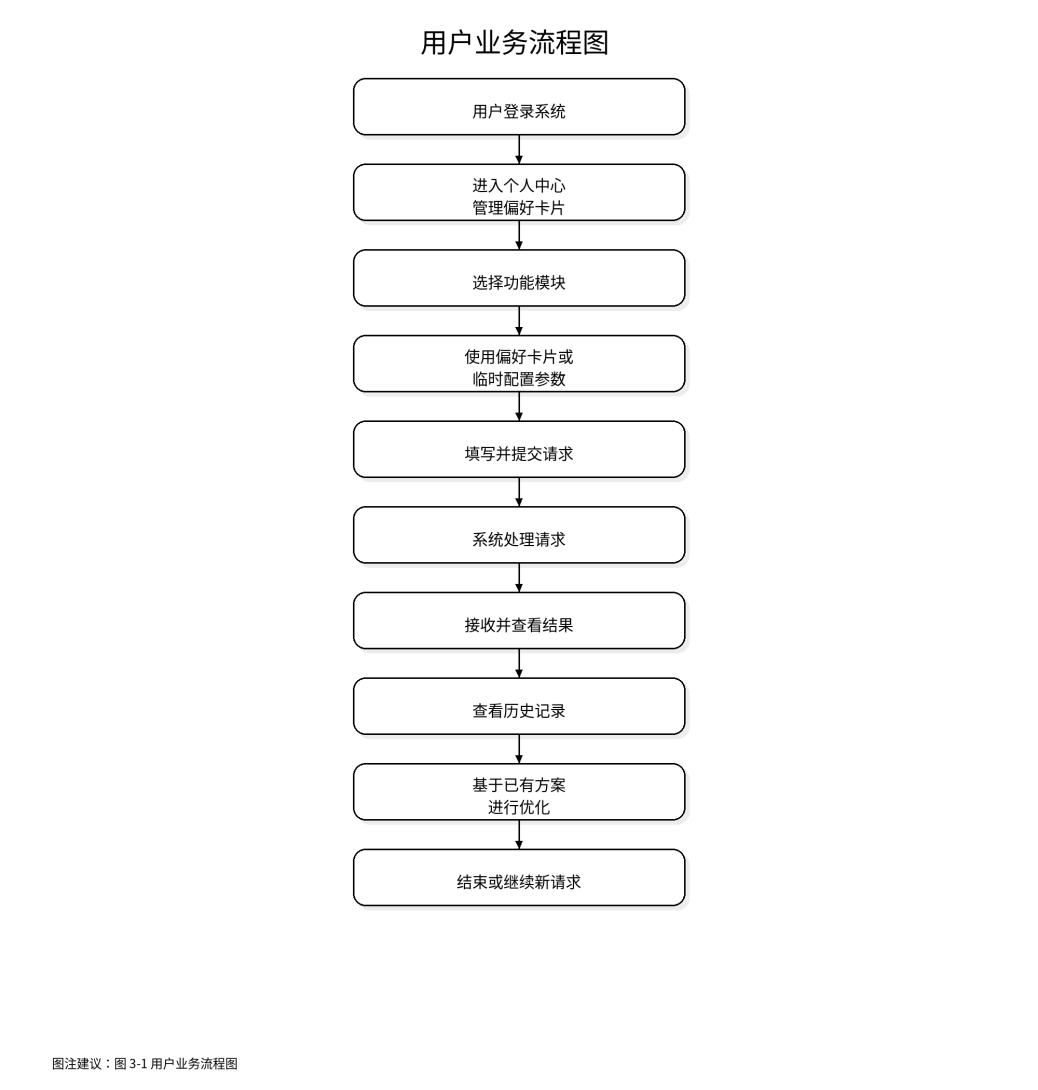 用户业务流程图
用户登录系统
进入个人中心
管理偏好卡片
选择功能模块
使用偏好卡片或
临时配置参数
填写并提交请求
系统处理请求
接收并查看结果
查看历史记录
基于已有方案
进行优化
结束或继续新请求
图注建议：图 3-1 用户业务流程图